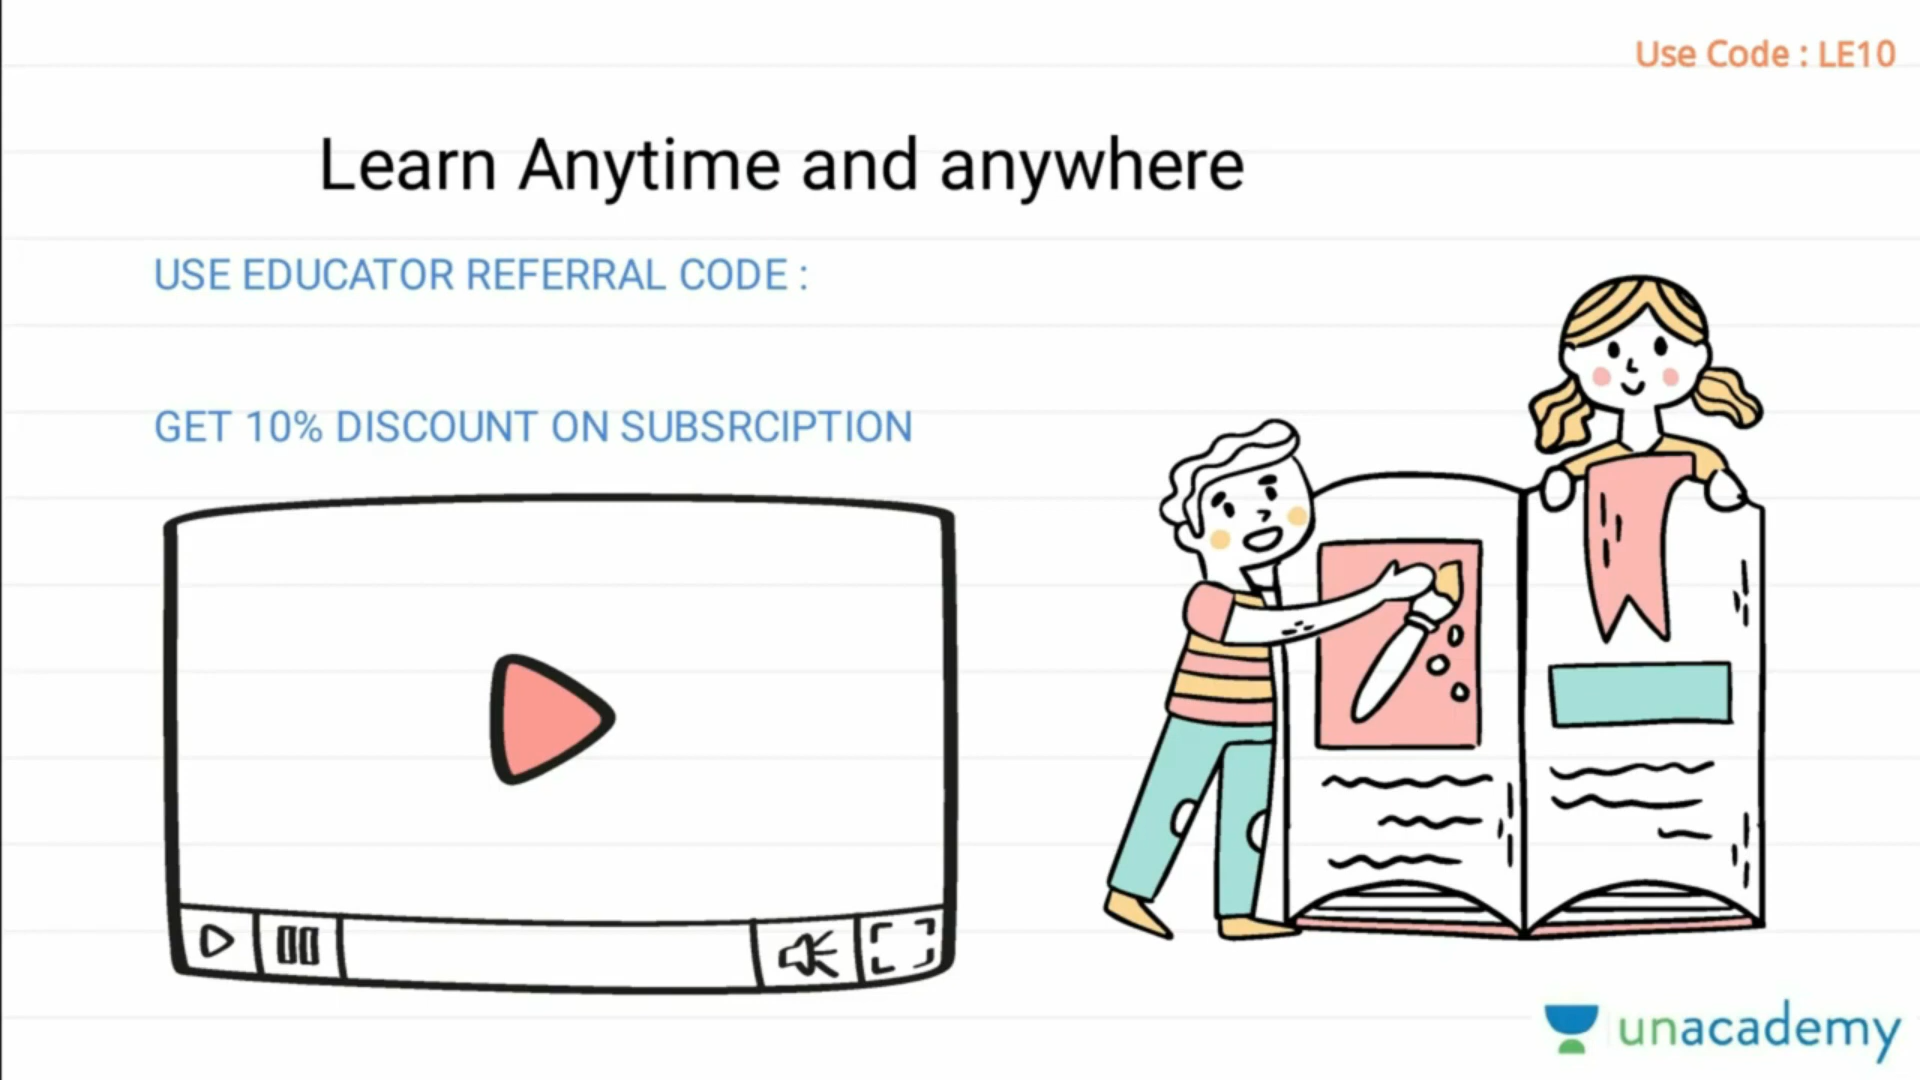 Use Code : LE10
Learn Anytime and anywhere
USE EDUCATOR REFERRAL CODE :
GET 10% DISCOUNT ON SUBSRCIPTION
unacademy